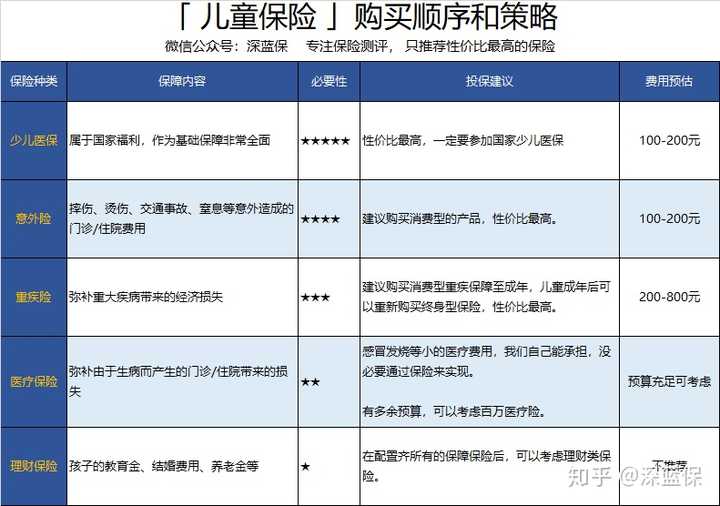 「 儿童保险 」购买顺序和策略
微信公众号：深蓝保 专注保险测评， 只推荐性价比最高的保险
保险种类 保障内容 必要性 投保建议 费用预估
少儿医保 属于国家福利，作为基础保障非常全面 ★★★★★ 性价比最高，一定要参加国家少儿医保 100-200元
意外险 摔伤、烫伤、交通事故、窒息等意外造成的
门诊/住院费用 ★★★★ 建议购买消费型的产品，性价比最高。 100-200元
重疾险 弥补重大疾病带来的经济损失 ★★★ 建议购买消费型重疾保障至成年，儿童成年后可
以重新购买终身型保险，性价比最高。 200-800元
医疗保险 弥补由于生病而产生的门诊/住院带来的损
失 ★★ 感冒发烧等小的医疗费用，我们自己能承担，没
必要通过保险来实现。
有多余预算，可以考虑百万医疗险。 预算充足可考虑
理财保险 孩子的教育金、结婚费用、养老金等 ★ 在配置齐所有的保障保险后，可以考虑理财类保
险。 不推荐
知乎 @深蓝保